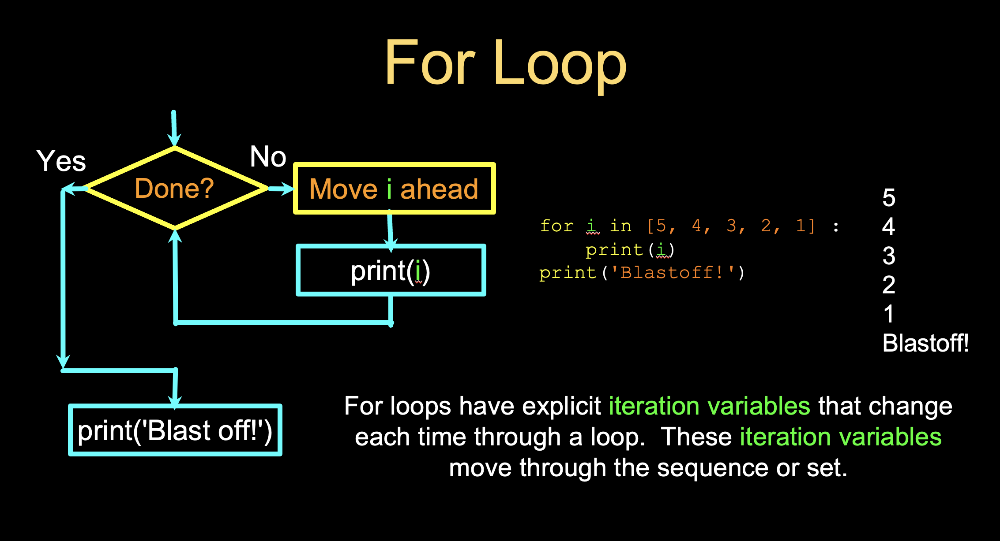 For Loop
Yes
No
Done?
Move i ahead
print(i)
print('Blast off!')
for i in [5, 4, 3, 2, 1] :
    print(i)
print('Blastoff!')
5
4
3
2
1
Blastoff!
For loops have explicit iteration variables that change
each time through a loop.  These iteration variables
move through the sequence or set.